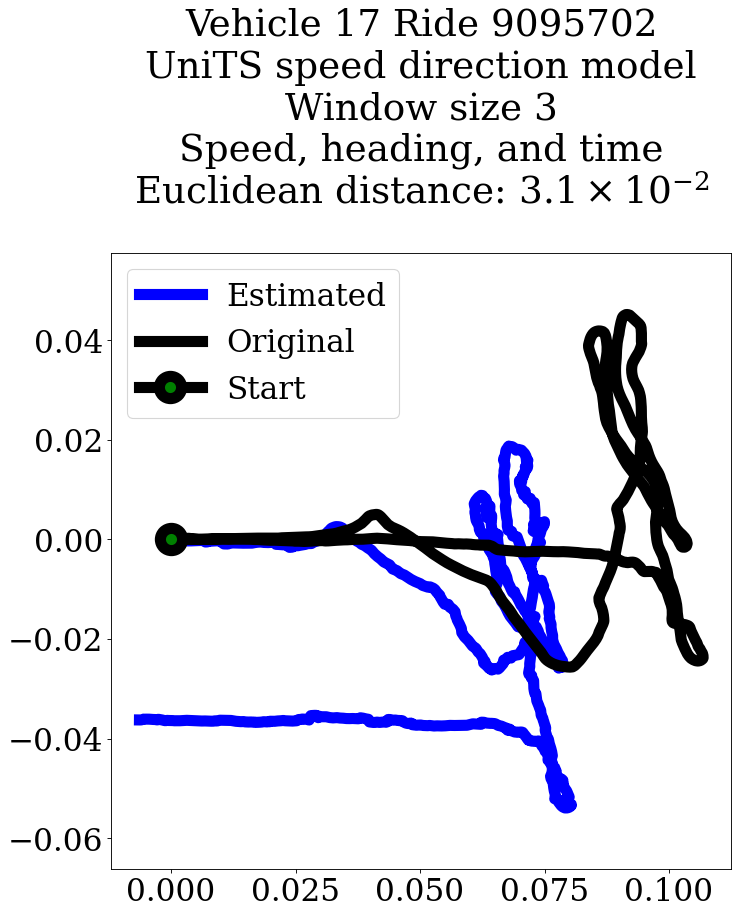 Vehicle 17 Ride 9095702
UniTS speed direction model
Window size 3
Speed, heading, and time
Euclidean distance: 3.1 × 10⁻²
Estimated
Original
Start
0.04
0.02
0.00
−0.02
−0.04
−0.06
0.000 0.025 0.050 0.075 0.100